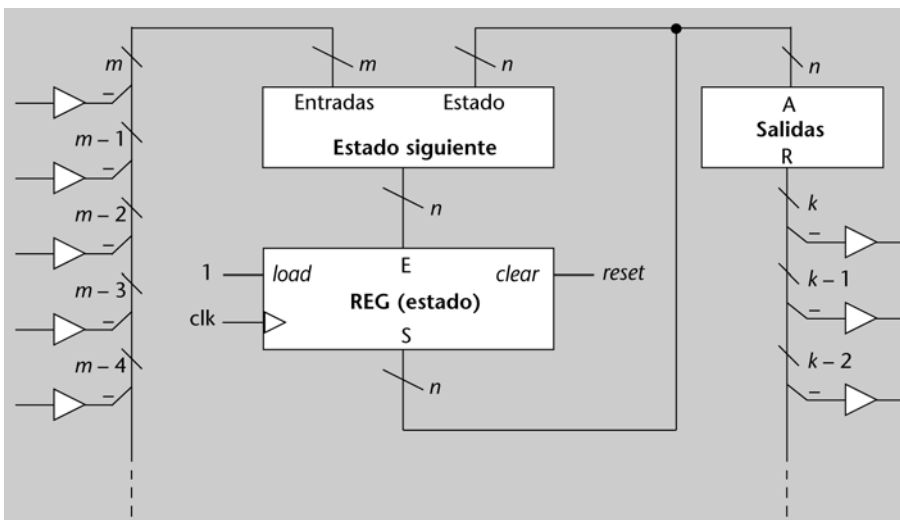 m
m
n
n
Entradas
Estado
A
Salidas
R
Estado siguiente
m – 1
m – 2
n
k
1
load
E
clear
reset
k – 1
m – 3
REG (estado)
clk
S
m – 4
n
k – 2